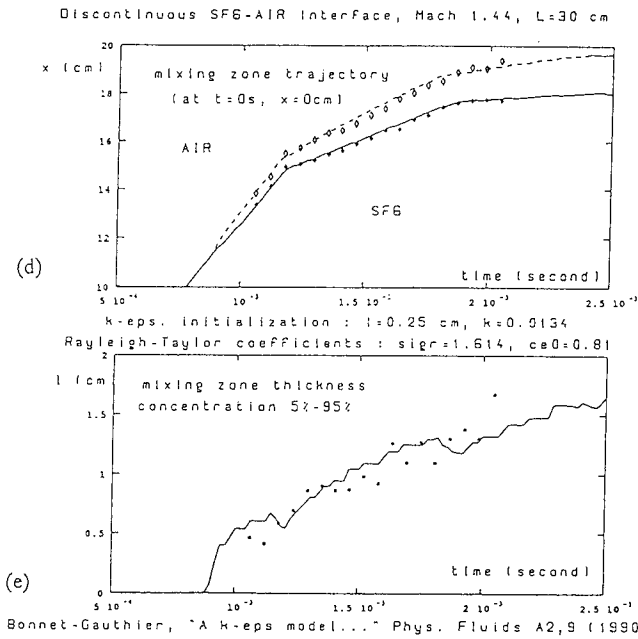 Discontinuous SF6-AIR Interface, Mach 1.44, L=30 cm
20
x (cm)
mixing zone trajectory
18
(at t=0s, x=0cm)
AIR
16
14
SF6
12
(d)
time (second)
10
5 10⁻⁴ 10⁻³ 1.5 10⁻³ 2 10⁻³ 2.5 10⁻³
k-eps. initialization : l=0.25 cm, k=0.0134
Rayleigh-Taylor coefficients : sigr=1.614, ce0=0.81
2
l (cm
mixing zone thickness
concentration 5%-95%
1.5
1
0.5
time (second)
(e)
0
5 10⁻⁴ 10⁻³ 1.5 10⁻³ 2 10⁻³ 2.5 10⁻³
Bonnet-Gauthier, "A k-eps model..." Phys. Fluids A2,9 (1990